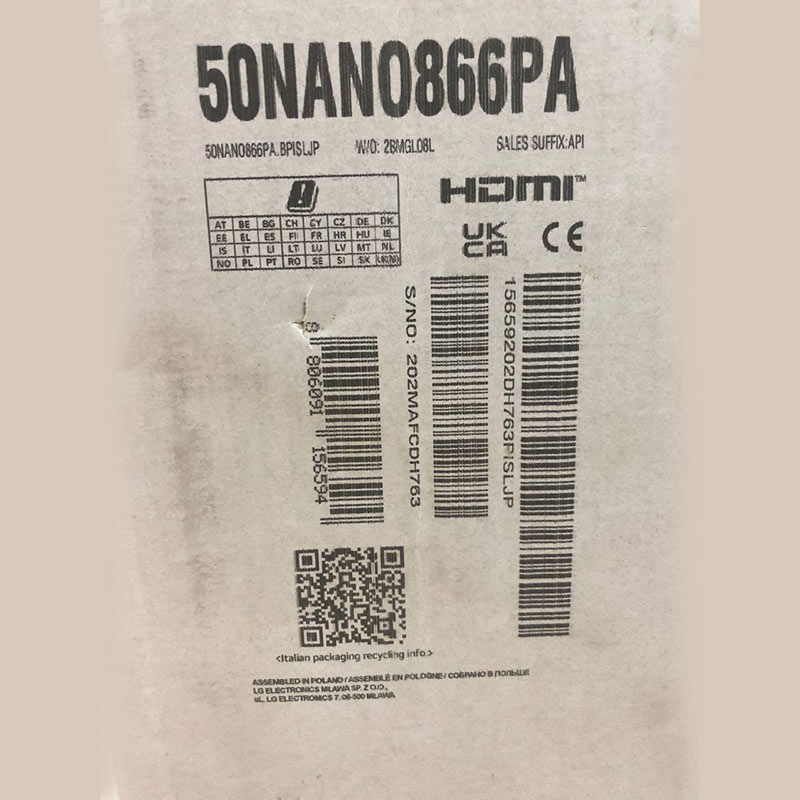 50NANO866PA
50NANO866PA.BPISLJP W/O: 2BMGL08L SALES SUFFIX:API
HDMI™
AT BE BG CH CY CZ DE DK
EE EL ES FI FR HR HU IE
IS IT LI LT LU LV MT NL
NO PL PT RO SE SI SK UK(NI)
UK
CA
CE
8 806091 156594
S/NO: 202MAFCDH763
15659202DH763PISLJP
<Italian packaging recycling info.>
ASSEMBLED IN POLAND / ASSEMBLÉ EN POLOGNE / СОБРАНО В ПОЛЬШЕ
LG ELECTRONICS MŁAWA SP. Z O.O.,
UL. LG ELECTRONICS 7, 06-500 MŁAWA